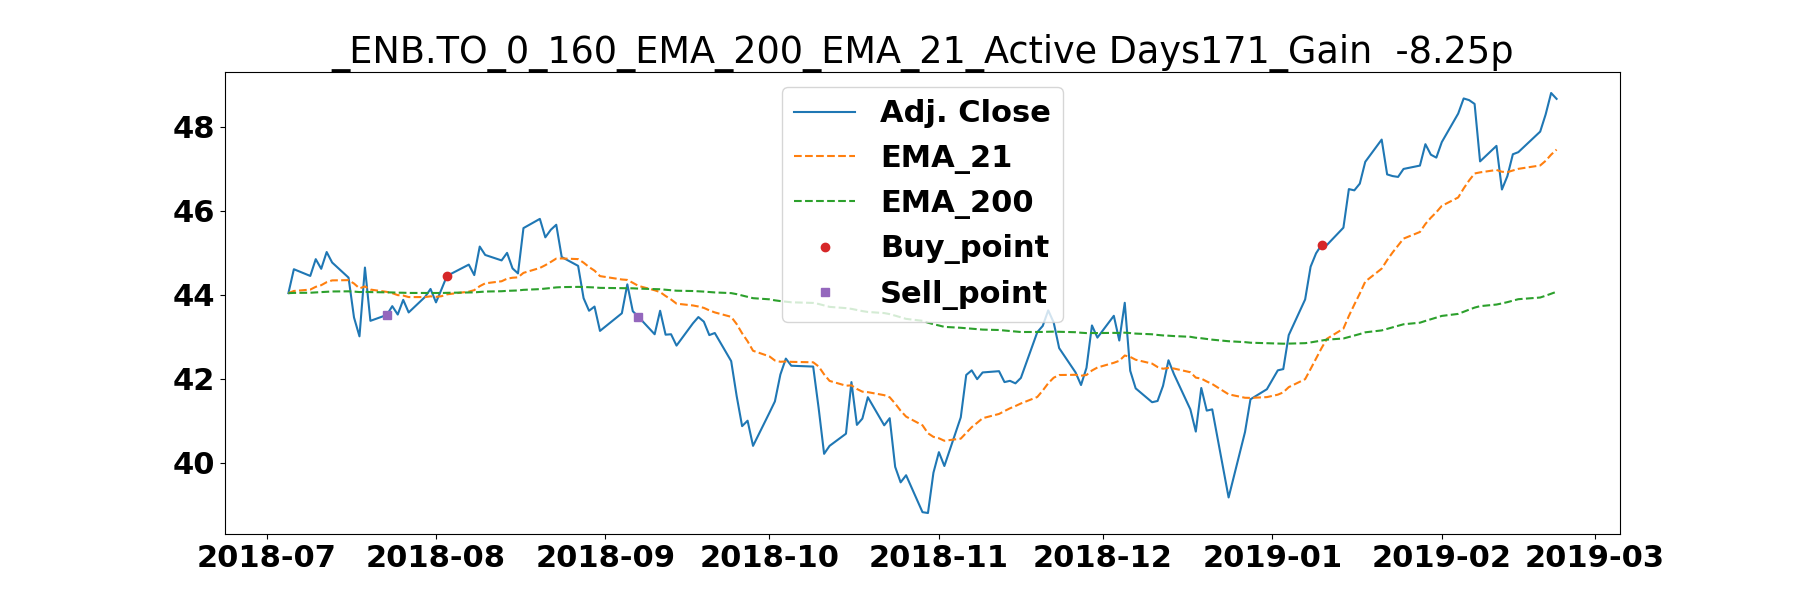 _ENB.TO_0_160_EMA_200_EMA_21_Active Days171_Gain  -8.25p
Adj. Close
EMA_21
EMA_200
Buy_point
Sell_point
48
46
44
42
40
2018-07 2018-08 2018-09 2018-10 2018-11 2018-12 2019-01 2019-02 2019-03